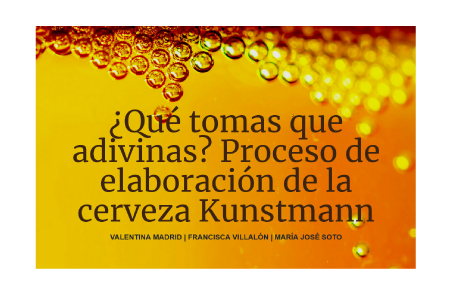 ¿Qué tomas que
adivinas? Proceso de
elaboración de la
cerveza Kunstmann
VALENTINA MADRID | FRANCISCA VILLALÓN | MARÍA JOSÉ SOTO